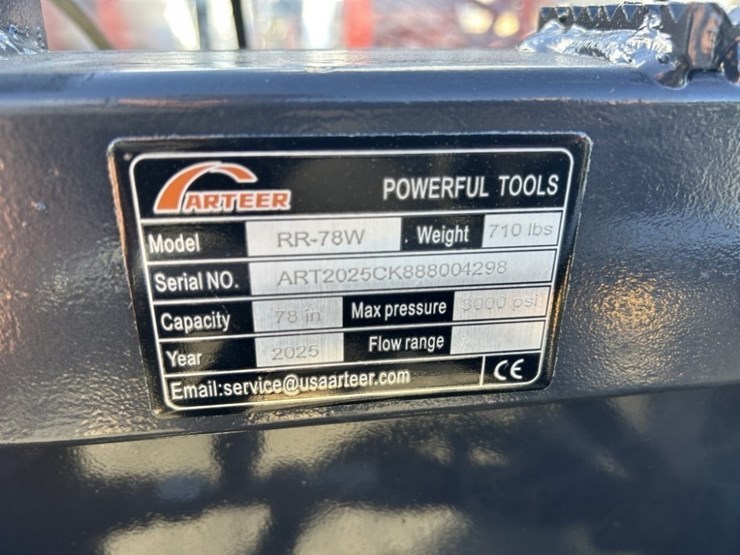 ARTEER POWERFUL TOOLS
Model RR-78W Weight 710 lbs
Serial NO. ART2025CK888004298
Capacity 78 in Max pressure 3000 psi
Year 2025 Flow range
Email:service@usaarteer.com CE